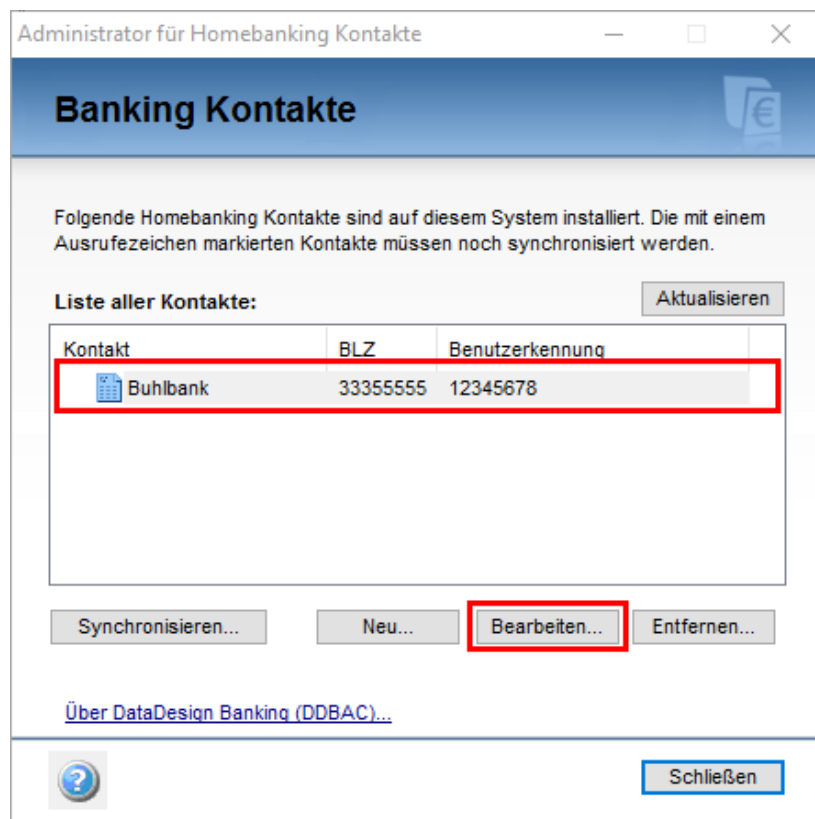 Administrator für Homebanking Kontakte
Banking Kontakte
€
Folgende Homebanking Kontakte sind auf diesem System installiert. Die mit einem
Ausrufezeichen markierten Kontakte müssen noch synchronisiert werden.
Liste aller Kontakte:
Aktualisieren
Kontakt BLZ Benutzerkennung
Buhlbank 33355555 12345678
Synchronisieren... Neu... Bearbeiten... Entfernen...
Über DataDesign Banking (DDBAC)...
?
Schließen